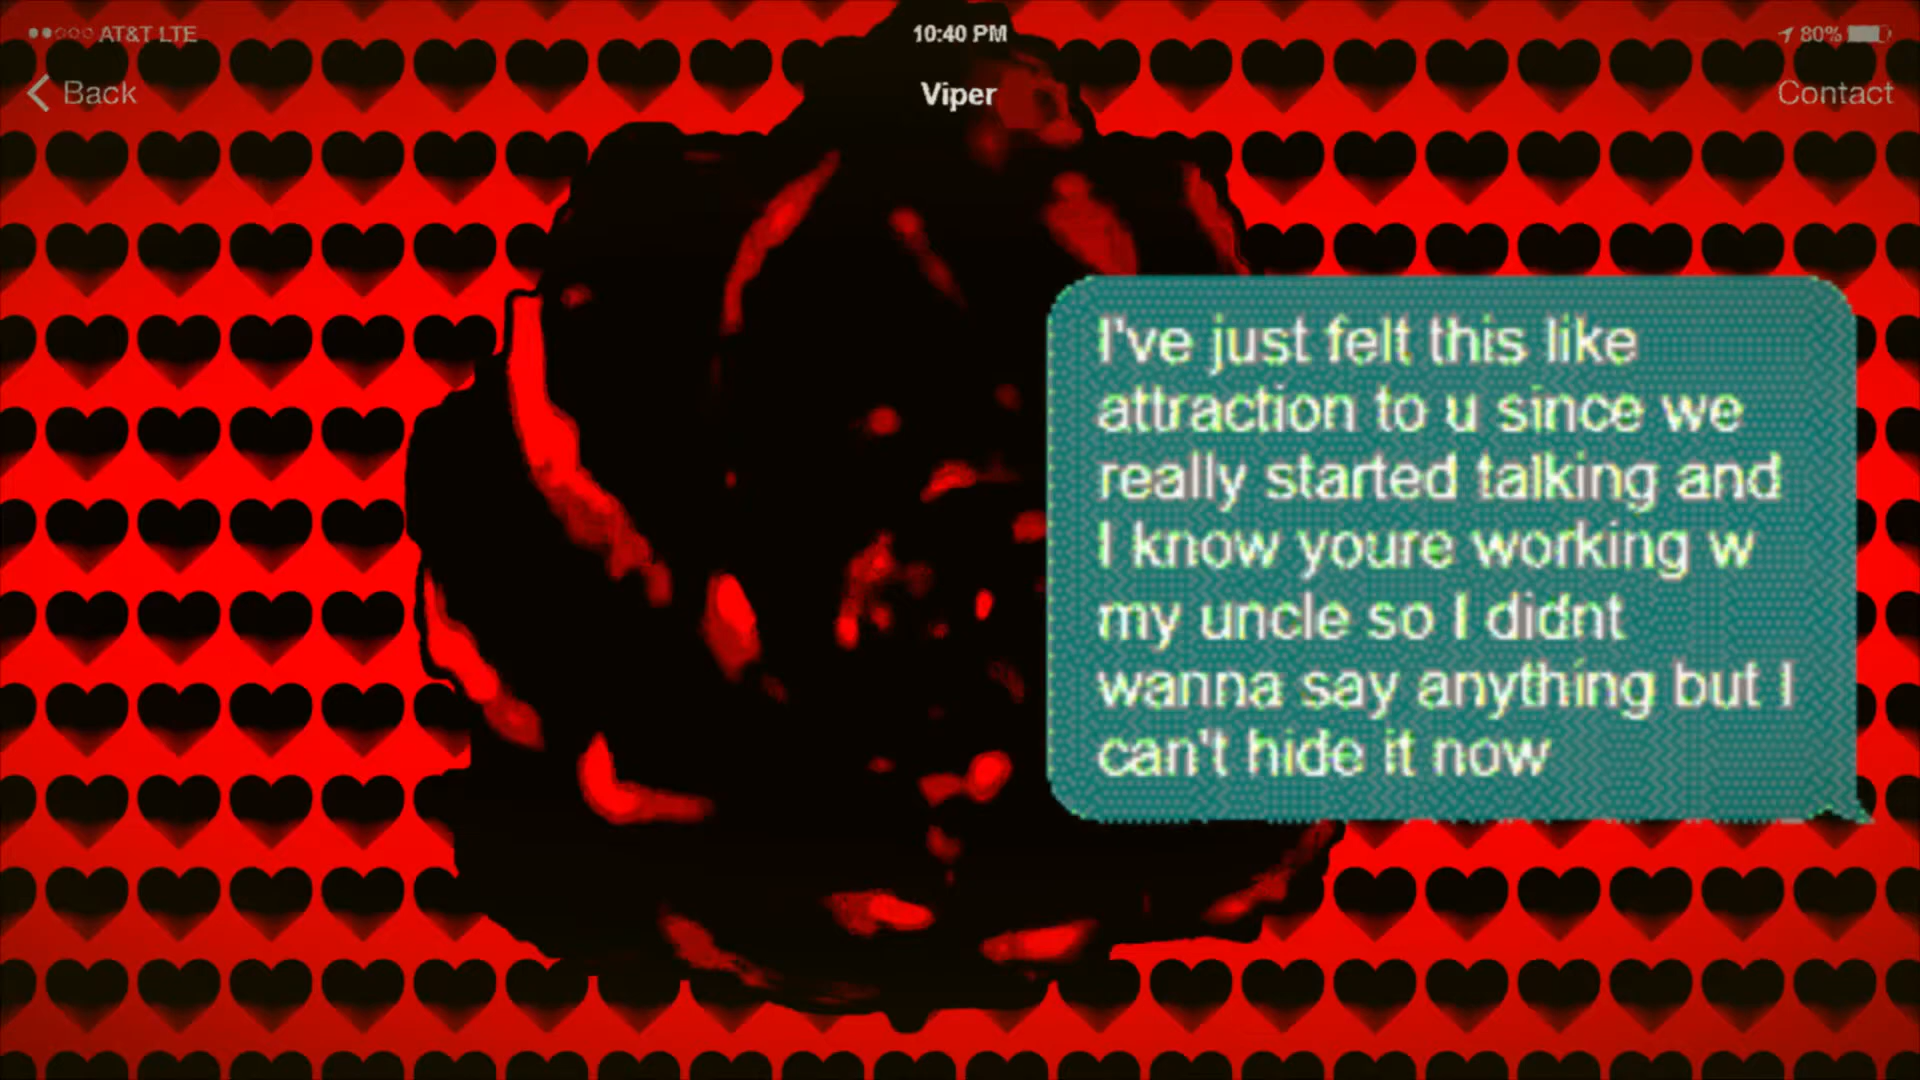 AT&T LTE 10:40 PM 80%
Back Viper Contact
I've just felt this like
attraction to u since we
really started talking and
I know youre working w
my uncle so I didnt
wanna say anything but I
can't hide it now